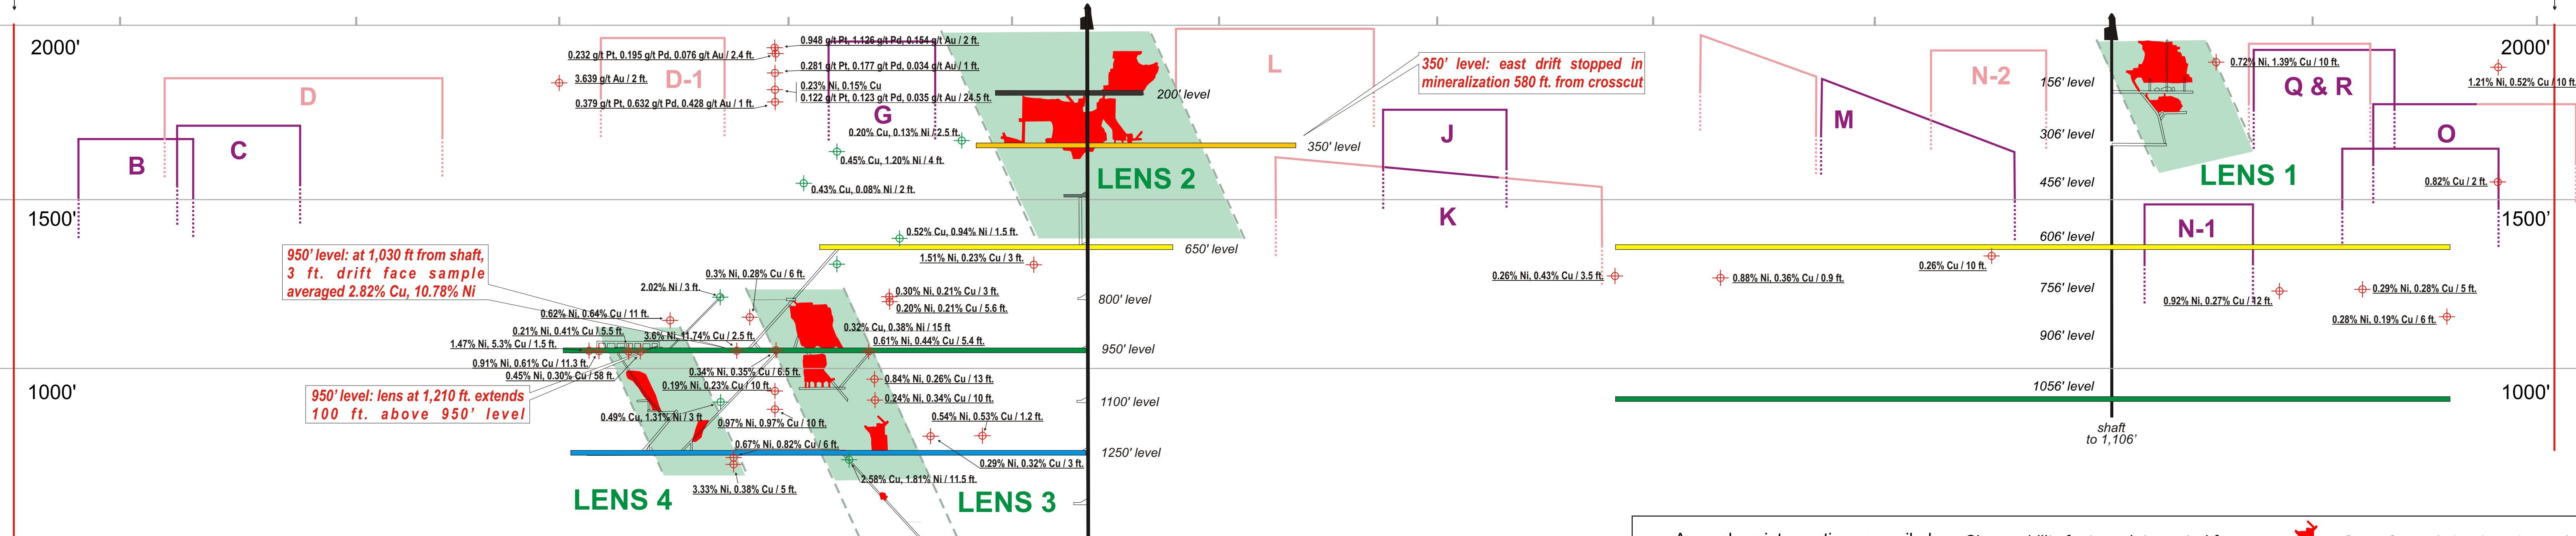 2000'
1500'
1000'
B
C
D
D-1
G
0.232 g/t Pt, 0.195 g/t Pd, 0.076 g/t Au / 2.4 ft.
3.639 g/t Au / 2 ft.
0.379 g/t Pt, 0.632 g/t Pd, 0.428 g/t Au / 1 ft.
0.948 g/t Pt, 1.126 g/t Pd, 0.154 g/t Au / 2 ft.
0.281 g/t Pt, 0.177 g/t Pd, 0.034 g/t Au / 1 ft.
0.23% Ni, 0.15% Cu
0.122 g/t Pt, 0.123 g/t Pd, 0.035 g/t Au / 24.5 ft.
0.20% Cu, 0.13% Ni / 2.5 ft.
0.45% Cu, 1.20% Ni / 4 ft.
0.43% Cu, 0.08% Ni / 2 ft.
0.52% Cu, 0.94% Ni / 1.5 ft.
1.51% Ni, 0.23% Cu / 3 ft.
200' level
350' level
LENS 2
650' level
800' level
950' level
1100' level
1250' level
950' level: at 1,030 ft from shaft,
3 ft. drift face sample
averaged 2.82% Cu, 10.78% Ni
950' level: lens at 1,210 ft. extends
100 ft. above 950' level
0.3% Ni, 0.28% Cu / 6 ft.
2.02% Ni / 3 ft.
0.62% Ni, 0.64% Cu / 11 ft.
0.21% Ni, 0.41% Cu / 5.5 ft.
3.6% Ni, 11.74% Cu / 2.5 ft.
1.47% Ni, 5.3% Cu / 1.5 ft.
0.91% Ni, 0.61% Cu / 11.3 ft.
0.45% Ni, 0.30% Cu / 58 ft.
0.30% Ni, 0.21% Cu / 3 ft.
0.20% Ni, 0.21% Cu / 5.6 ft.
0.32% Cu, 0.38% Ni / 15 ft
0.61% Ni, 0.44% Cu / 5.4 ft.
0.34% Ni, 0.35% Cu / 6.5 ft.
0.19% Ni, 0.23% Cu / 10 ft.
0.84% Ni, 0.26% Cu / 13 ft.
0.24% Ni, 0.34% Cu / 10 ft.
0.49% Cu, 1.31% Ni / 3 ft
0.97% Ni, 0.97% Cu / 10 ft.
0.54% Ni, 0.53% Cu / 1.2 ft.
0.67% Ni, 0.82% Cu / 6 ft.
0.29% Ni, 0.32% Cu / 3 ft.
2.58% Cu, 1.81% Ni / 11.5 ft.
3.33% Ni, 0.38% Cu / 5 ft.
LENS 4
LENS 3
L
350' level: east drift stopped in
mineralization 580 ft. from crosscut
J
K
M
N-2
0.26% Ni, 0.43% Cu / 3.5 ft.
0.88% Ni, 0.36% Cu / 0.9 ft.
0.26% Cu / 10 ft.
156' level
306' level
456' level
606' level
756' level
906' level
1056' level
shaft
to 1,106'
LENS 1
N-1
0.72% Ni, 1.39% Cu / 10 ft.
Q & R
O
1.21% Ni, 0.52% Cu / 10 ft.
0.82% Cu / 2 ft.
0.92% Ni, 0.27% Cu / 12 ft.
0.29% Ni, 0.28% Cu / 5 ft.
0.28% Ni, 0.19% Cu / 6 ft.
2000'
1500'
1000'